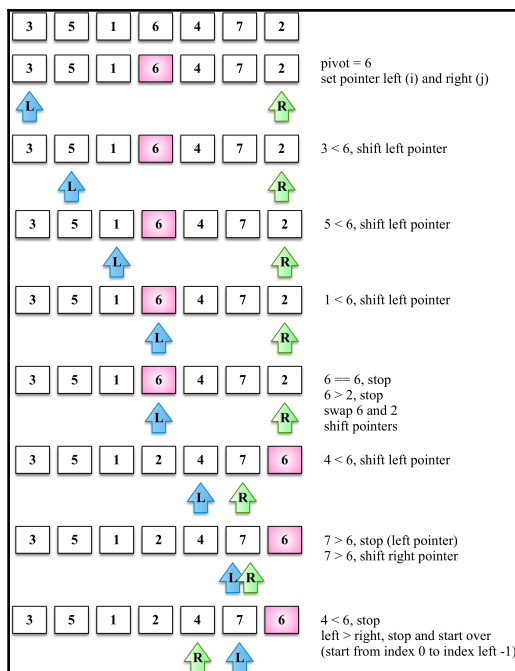 3 5 1 6 4 7 2
3 5 1 6 4 7 2
pivot = 6
set pointer left (i) and right (j)
L R
3 5 1 6 4 7 2
3 < 6, shift left pointer
L R
3 5 1 6 4 7 2
5 < 6, shift left pointer
L R
3 5 1 6 4 7 2
1 < 6, shift left pointer
L R
3 5 1 6 4 7 2
6 == 6, stop
6 > 2, stop
swap 6 and 2
shift pointers
L R
3 5 1 2 4 7 6
4 < 6, shift left pointer
L R
3 5 1 2 4 7 6
7 > 6, stop (left pointer)
7 > 6, shift right pointer
L R
3 5 1 2 4 7 6
4 < 6, stop
left > right, stop and start over
(start from index 0 to index left -1)
R L